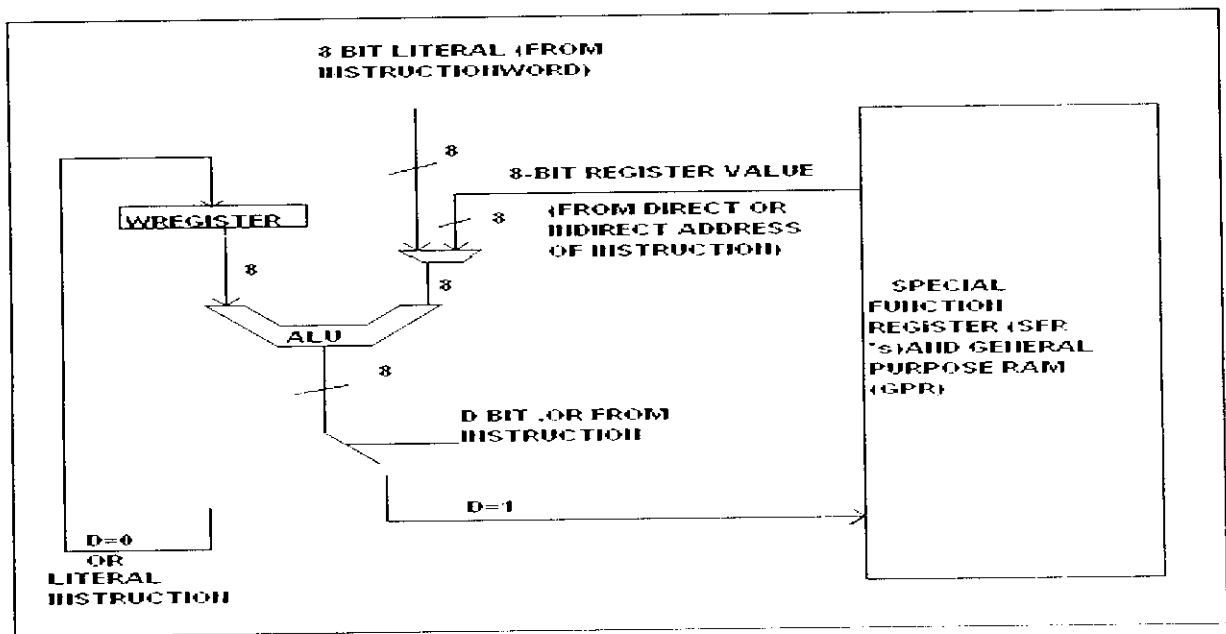 8 BIT LITERAL (FROM
INSTRUCTIONWORD)
8
8-BIT REGISTER VALUE
WREGISTER
8
(FROM DIRECT OR
INDIRECT ADDRESS
OF INSTRUCTION)
8
8
SPECIAL
FUNCTION
REGISTER (SFR
's)AND GENERAL
PURPOSE RAM
(GPR)
ALU
8
D BIT ,OR FROM
INSTRUCTION
D=1
D=0
OR
LITERAL
INSTRUCTION